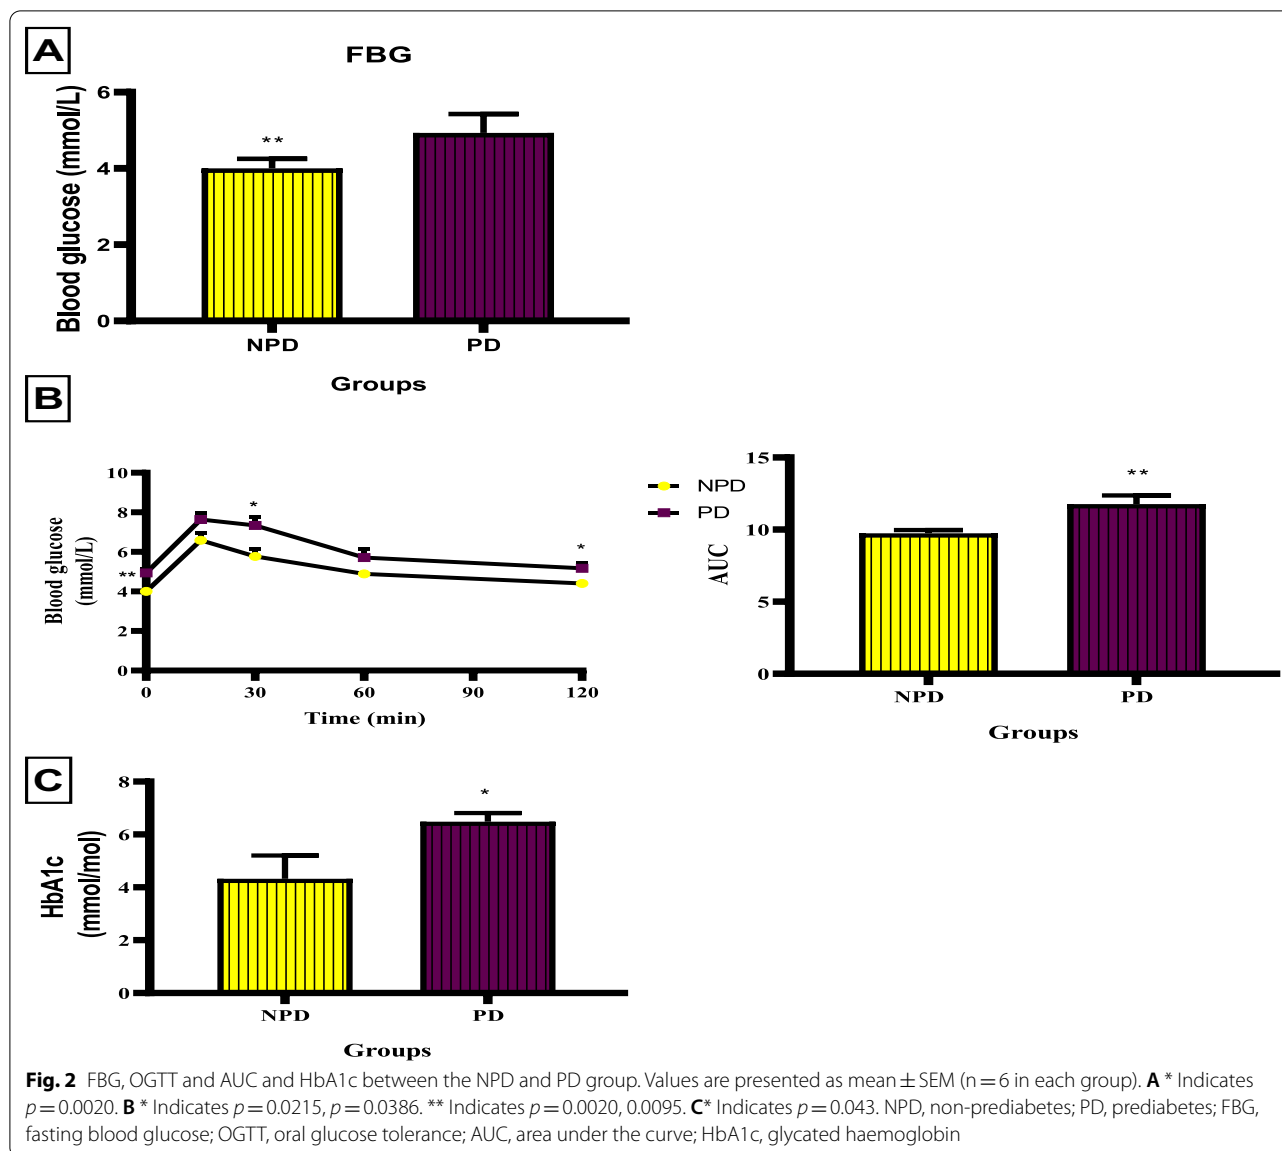 A
FBG
Blood glucose (mmol/L)
6
4
2
0
**
NPD
PD
Groups
B
Blood glucose
(mmol/L)
10
8
6
4
2
0
**
*
*
0
30
60
90
120
Time (min)
NPD
PD
AUC
15
10
5
0
**
NPD
PD
Groups
C
HbA1c
(mmol/mol)
8
6
4
2
0
*
NPD
PD
Groups
Fig. 2 FBG, OGTT and AUC and HbA1c between the NPD and PD group. Values are presented as mean ± SEM (n = 6 in each group). A * Indicates
p = 0.0020. B * Indicates p = 0.0215, p = 0.0386. ** Indicates p = 0.0020, 0.0095. C* Indicates p = 0.043. NPD, non-prediabetes; PD, prediabetes; FBG,
fasting blood glucose; OGTT, oral glucose tolerance; AUC, area under the curve; HbA1c, glycated haemoglobin